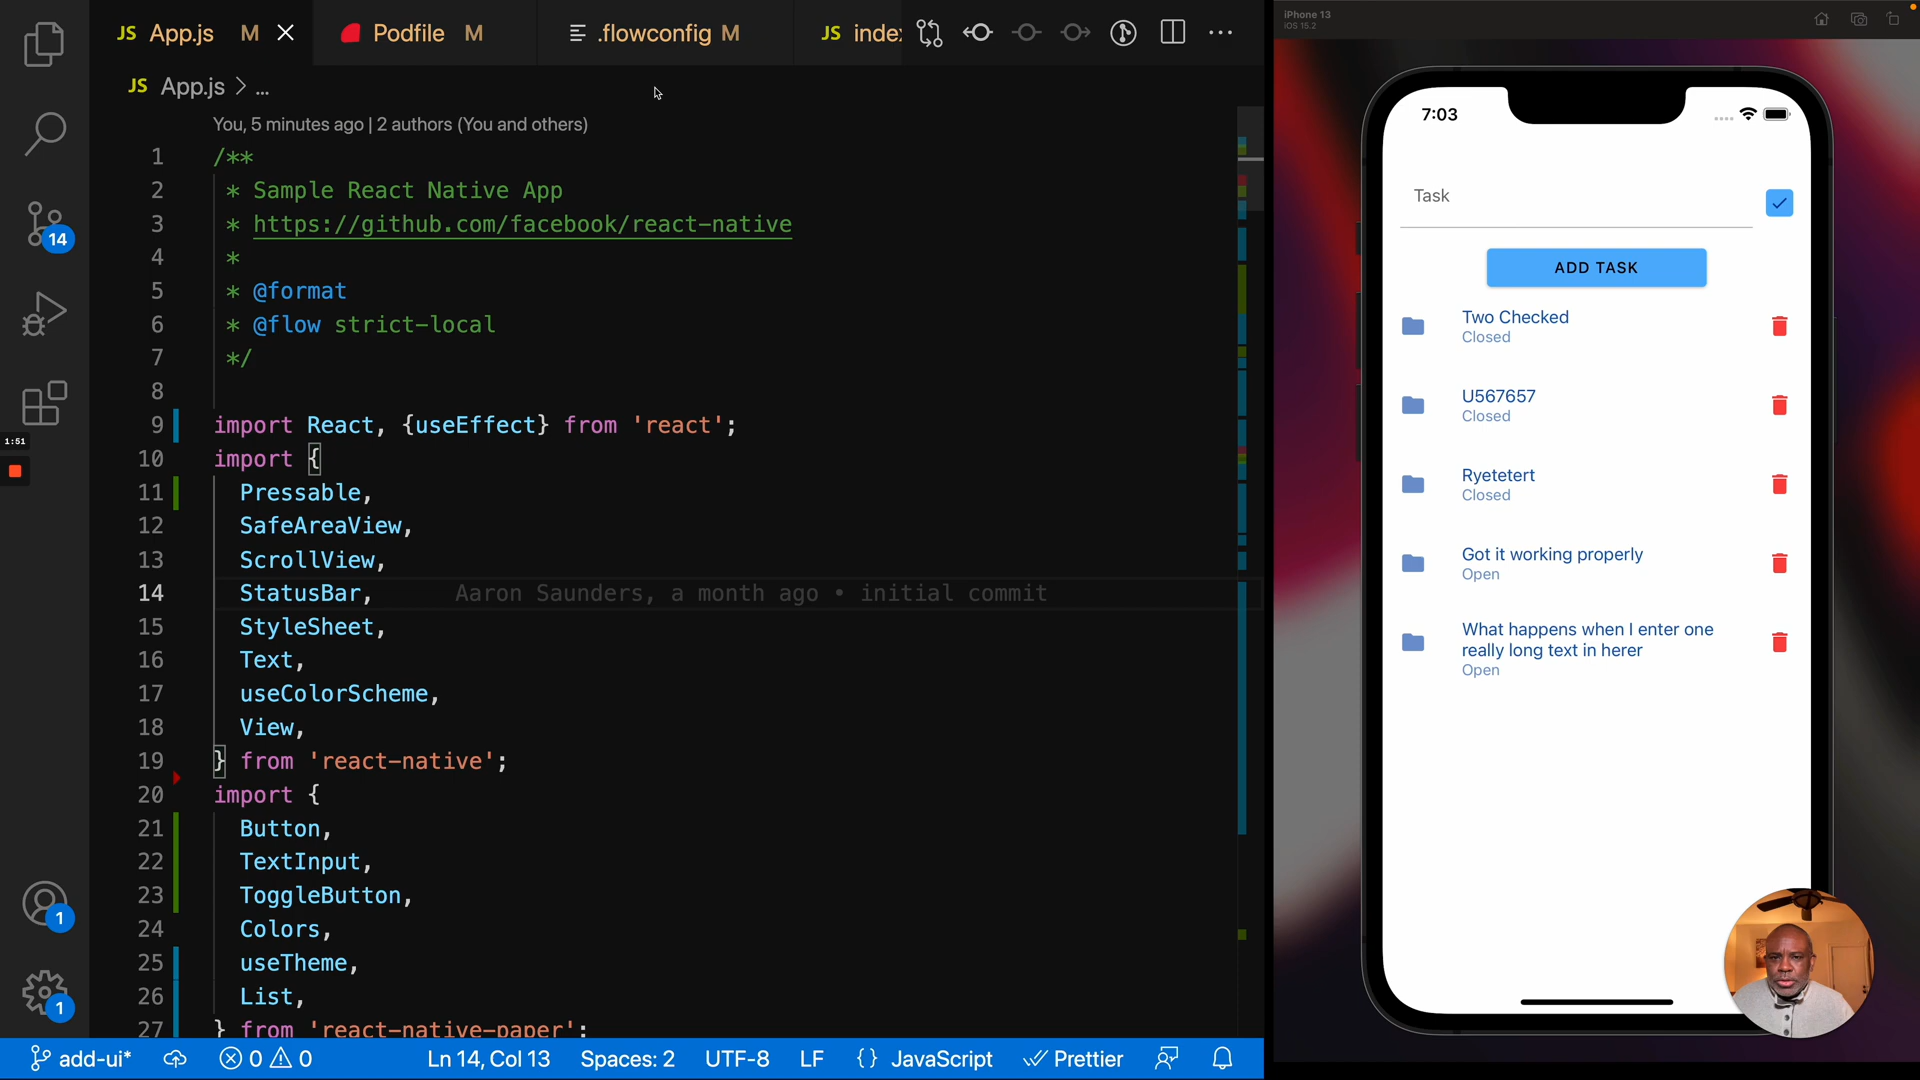 JS App.js M
Podfile M
.flowconfig M
JS inde
JS App.js > ...
You, 5 minutes ago | 2 authors (You and others)
1 /**
2 * Sample React Native App
3 * https://github.com/facebook/react-native
4 *
5 * @format
6 * @flow strict-local
7 */
8
9 import React, {useEffect} from 'react';
10 import {
11 Pressable,
12 SafeAreaView,
13 ScrollView,
14 StatusBar, Aaron Saunders, a month ago • initial commit
15 StyleSheet,
16 Text,
17 useColorScheme,
18 View,
19 } from 'react-native';
20 import {
21 Button,
22 TextInput,
23 ToggleButton,
24 Colors,
25 useTheme,
26 List,
27 } from 'react-native-paper';
14
1:51
1
1
add-ui* 0 0 Ln 14, Col 13 Spaces: 2 UTF-8 LF {} JavaScript Prettier
iPhone 13
iOS 15.2
7:03
Task
ADD TASK
Two Checked
Closed
U567657
Closed
Ryetetert
Closed
Got it working properly
Open
What happens when I enter one
really long text in herer
Open